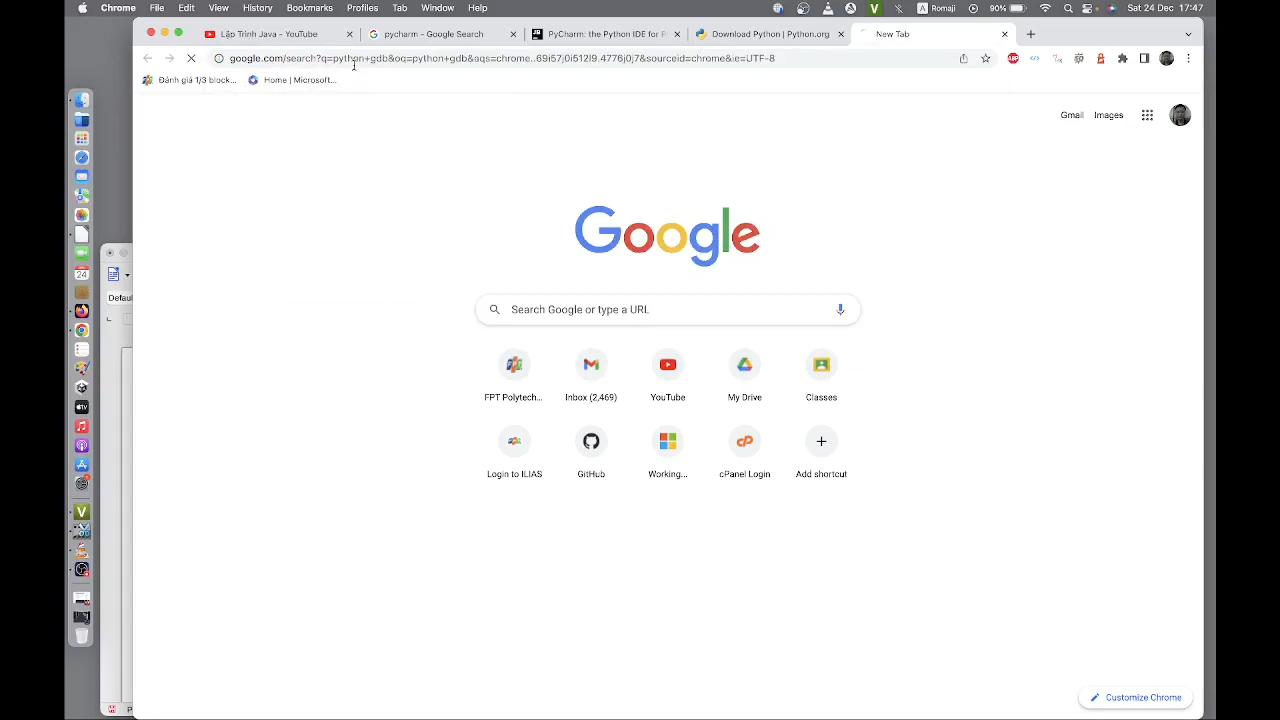 Chrome File Edit View History Bookmarks Profiles Tab Window Help V A Romaji 90% Sat 24 Dec 17:47
Lập Trình Java - YouTube pycharm - Google Search PyCharm: the Python IDE for P Download Python | Python.org New Tab
google.com/search?q=python+gdb&oq=python+gdb&aqs=chrome..69i57j0i512l9.4776j0j7&sourceid=chrome&ie=UTF-8
Đánh giá 1/3 block... Home | Microsoft...
Gmail Images
Google
Search Google or type a URL
FPT Polytech... Inbox (2,469) YouTube My Drive Classes
Login to ILIAS GitHub Working... cPanel Login Add shortcut
Customize Chrome
24
Defaul
tv
V
P